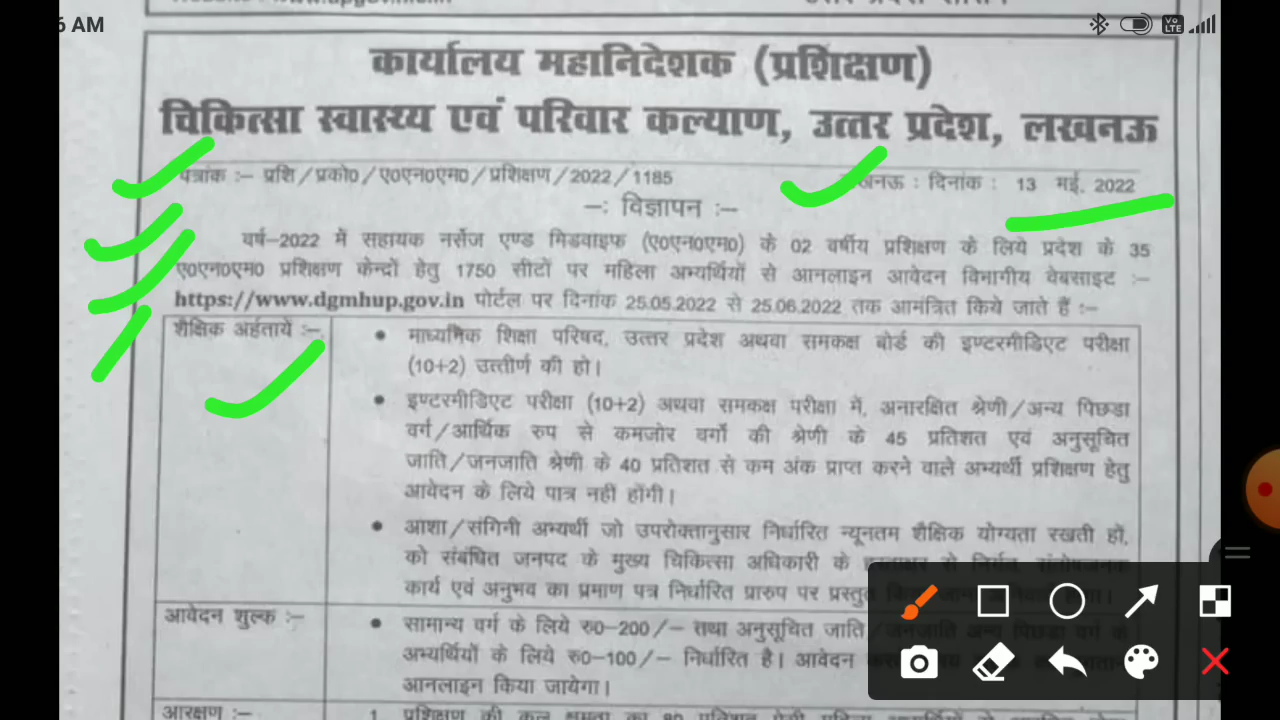 6 AM
कार्यालय महानिदेशक (प्रशिक्षण)
चिकित्सा स्वास्थ्य एवं परिवार कल्याण, उत्तर प्रदेश, लखनऊ
पत्रांक :– प्रशि/प्रको0/ए0एन0एम0/प्रशिक्षण/2022/1185
दिनांक : 13 मई, 2022
–: विज्ञापन :–
वर्ष–2022 में सहायक नर्सेज एण्ड मिडवाइफ (ए0एन0एम0) के 02 वर्षीय प्रशिक्षण के लिये प्रदेश के 35
ए0एन0एम0 प्रशिक्षण केन्द्रों हेतु 1750 सीटों पर महिला अभ्यर्थियों से आनलाइन आवेदन विभागीय वेबसाइट :–
https://www.dgmhup.gov.in पोर्टल पर दिनांक 25.05.2022 से 25.06.2022 तक आमंत्रित किये जाते हैं :–
शैक्षिक अर्हतायें :–
• माध्यमिक शिक्षा परिषद, उत्तर प्रदेश अथवा समकक्ष बोर्ड की इण्टरमीडिएट परीक्षा
(10+2) उत्तीर्ण की हो।
• इण्टरमीडिएट परीक्षा (10+2) अथवा समकक्ष परीक्षा में, अनारक्षित श्रेणी/अन्य पिछडा
वर्ग/आर्थिक रुप से कमजोर वर्गो की श्रेणी के 45 प्रतिशत एवं अनुसूचित
जाति/जनजाति श्रेणी के 40 प्रतिशत से कम अंक प्राप्त करने वाले अभ्यर्थी प्रशिक्षण हेतु
आवेदन के लिये पात्र नही होंगी।
• आशा/संगिनी अभ्यर्थी जो उपरोक्तानुसार निर्धारित न्यूनतम शैक्षिक योग्यता रखती हों,
को संबंधित जनपद के मुख्य चिकित्सा अधिकारी के
कार्य एवं अनुभव का प्रमाण पत्र निर्धारित प्रारुप पर प्रस्तुत
आवेदन शुल्क :–
• सामान्य वर्ग के लिये रु0–200/– तथा अनुसूचित जाति
अभ्यर्थियों के लिये रु0–100/– निर्धारित है। आवेदन
आनलाइन किया जायेगा।
आरक्षण :–